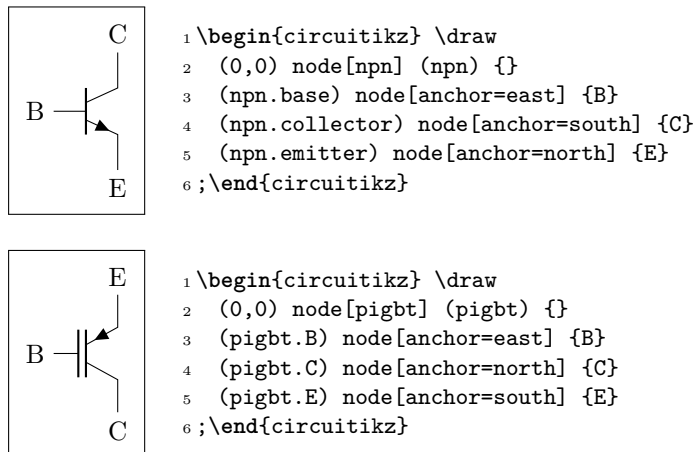 C
B
E
1 \begin{circuitikz} \draw
2 (0,0) node[npn] (npn) {}
3 (npn.base) node[anchor=east] {B}
4 (npn.collector) node[anchor=south] {C}
5 (npn.emitter) node[anchor=north] {E}
6 ;\end{circuitikz}
E
B
C
1 \begin{circuitikz} \draw
2 (0,0) node[pigbt] (pigbt) {}
3 (pigbt.B) node[anchor=east] {B}
4 (pigbt.C) node[anchor=north] {C}
5 (pigbt.E) node[anchor=south] {E}
6 ;\end{circuitikz}